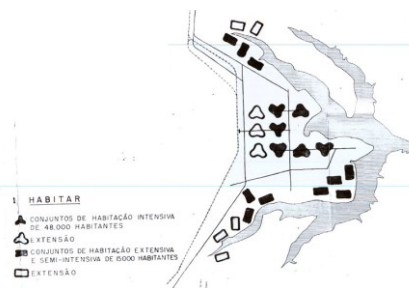 1 HABITAR
CONJUNTOS DE HABITAÇÃO INTENSIVA
DE 48.000 HABITANTES
EXTENSÃO
CONJUNTOS DE HABITAÇÃO EXTENSIVA
E SEMI-INTENSIVA DE 15000 HABITANTES
EXTENSÃO